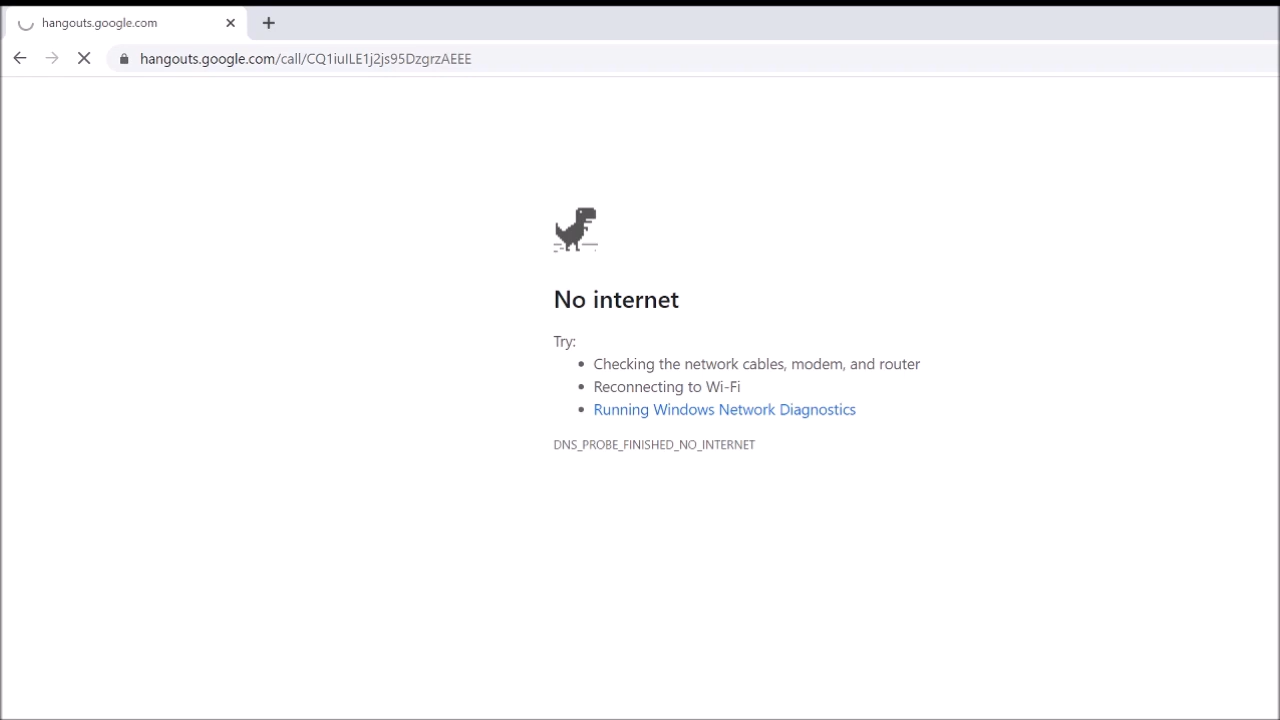 hangouts.google.com
hangouts.google.com/call/CQ1iuILE1j2js95DzgrzAEEE
No internet
Try:
Checking the network cables, modem, and router
Reconnecting to Wi-Fi
Running Windows Network Diagnostics
DNS_PROBE_FINISHED_NO_INTERNET